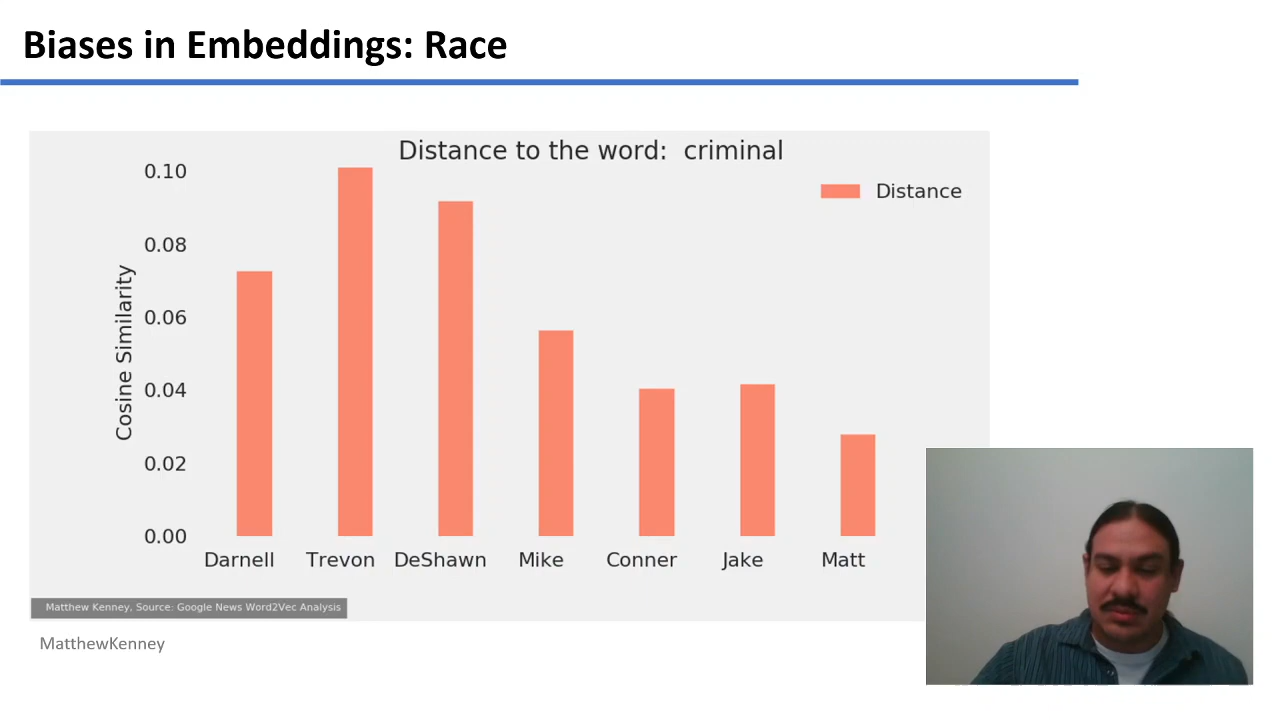 Biases in Embeddings: Race
Distance to the word:  criminal
Distance
Cosine Similarity
0.10
0.08
0.06
0.04
0.02
0.00
Darnell Trevon DeShawn Mike Conner Jake Matt
Matthew Kenney, Source: Google News Word2Vec Analysis
MatthewKenney